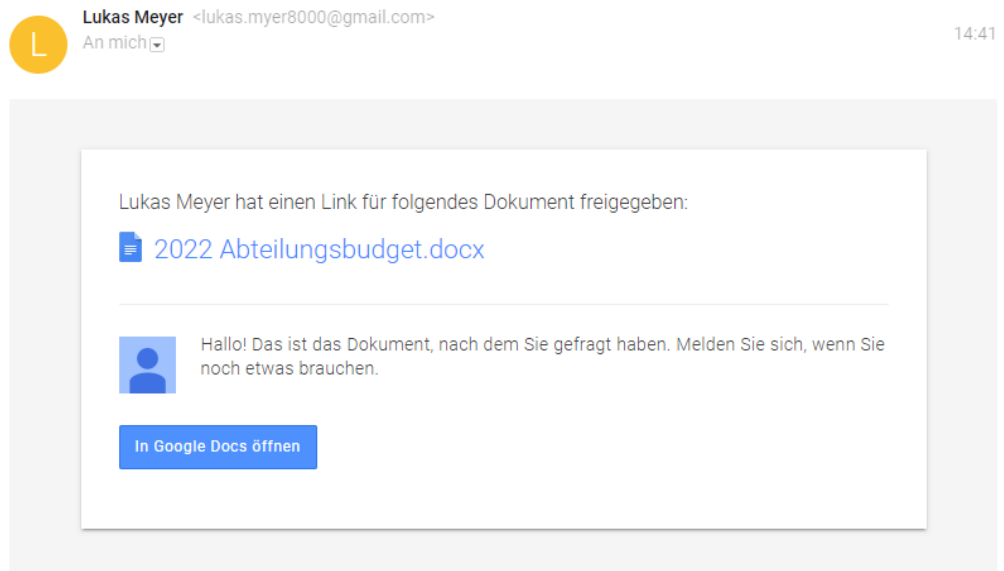 L
Lukas Meyer <lukas.myer8000@gmail.com>
An mich
14:41
Lukas Meyer hat einen Link für folgendes Dokument freigegeben:
2022 Abteilungsbudget.docx
Hallo! Das ist das Dokument, nach dem Sie gefragt haben. Melden Sie sich, wenn Sie
noch etwas brauchen.
In Google Docs öffnen